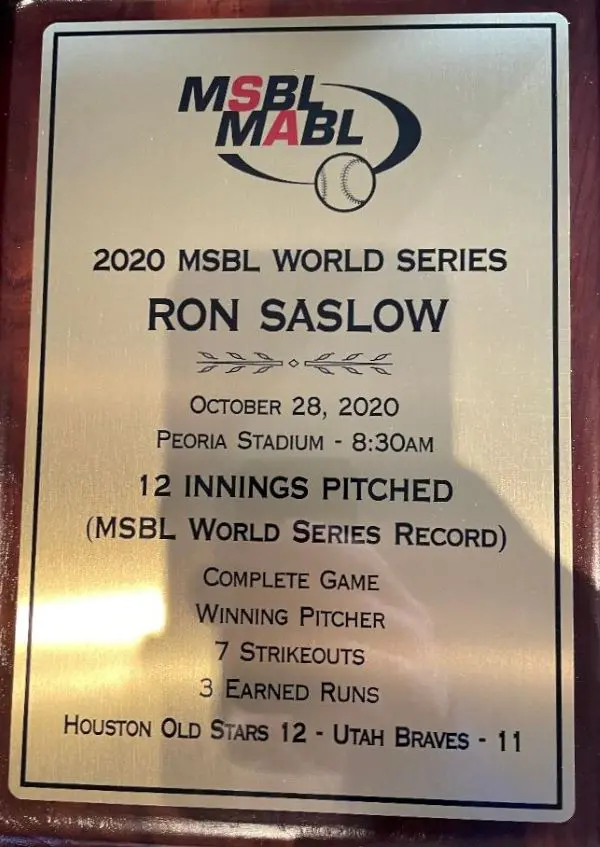 MSBL
MABL
2020 MSBL WORLD SERIES
RON SASLOW
OCTOBER 28, 2020
PEORIA STADIUM - 8:30AM
12 INNINGS PITCHED
(MSBL WORLD SERIES RECORD)
COMPLETE GAME
WINNING PITCHER
7 STRIKEOUTS
3 EARNED RUNS
HOUSTON OLD STARS 12 - UTAH BRAVES - 11